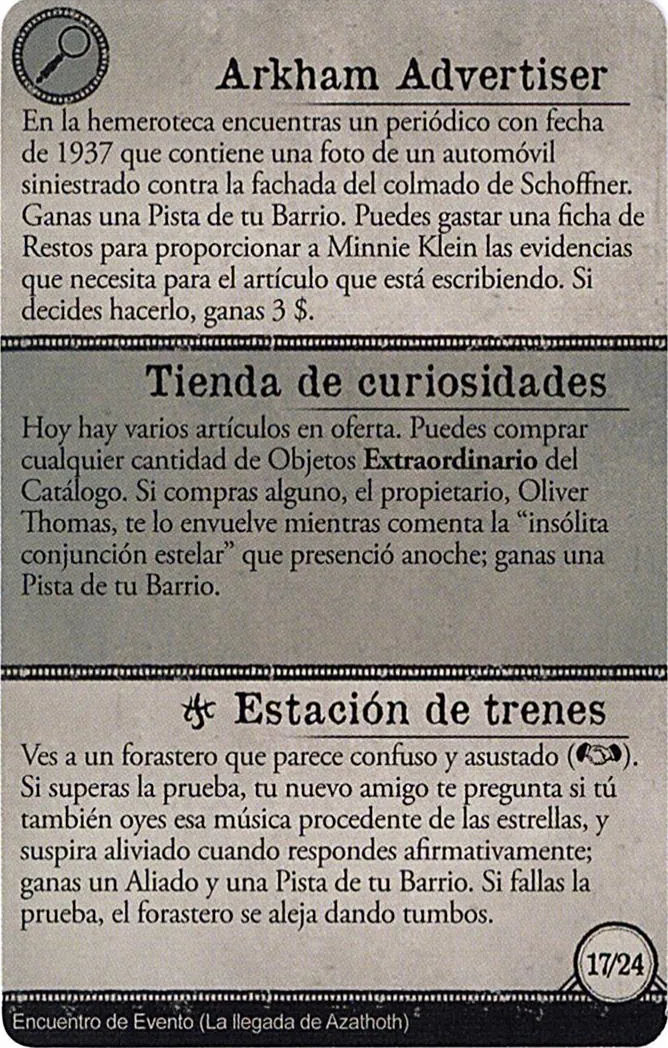 Arkham Advertiser
En la hemeroteca encuentras un periódico con fecha
de 1937 que contiene una foto de un automóvil
siniestrado contra la fachada del colmado de Schoffner.
Ganas una Pista de tu Barrio. Puedes gastar una ficha de
Restos para proporcionar a Minnie Klein las evidencias
que necesita para el artículo que está escribiendo. Si
decides hacerlo, ganas 3 $.
Tienda de curiosidades
Hoy hay varios artículos en oferta. Puedes comprar
cualquier cantidad de Objetos Extraordinario del
Catálogo. Si compras alguno, el propietario, Oliver
Thomas, te lo envuelve mientras comenta la “insólita
conjunción estelar” que presenció anoche; ganas una
Pista de tu Barrio.
Estación de trenes
Ves a un forastero que parece confuso y asustado ( ).
Si superas la prueba, tu nuevo amigo te pregunta si tú
también oyes esa música procedente de las estrellas, y
suspira aliviado cuando respondes afirmativamente;
ganas un Aliado y una Pista de tu Barrio. Si fallas la
prueba, el forastero se aleja dando tumbos.
17/24
Encuentro de Evento (La llegada de Azathoth)